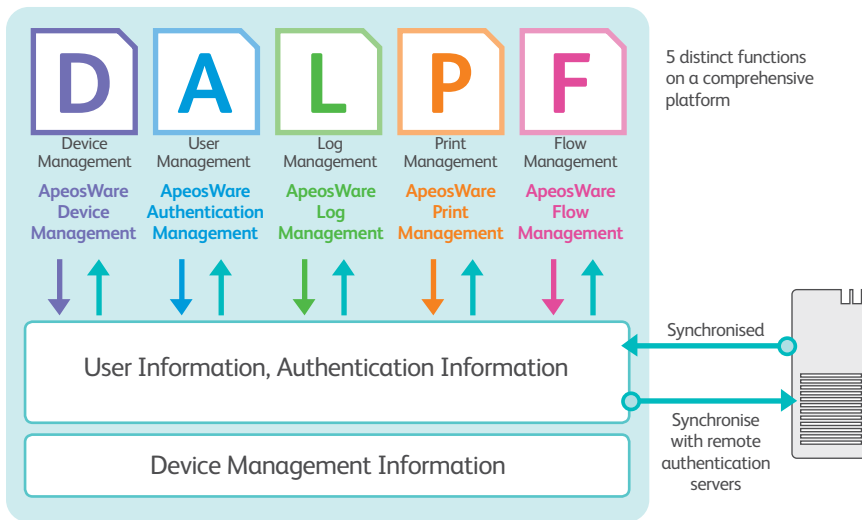 D
A
L
P
F
5 distinct functions
on a comprehensive
platform
Device
Management
User
Management
Log
Management
Print
Management
Flow
Management
ApeosWare
Device
Management
ApeosWare
Authentication
Management
ApeosWare
Log
Management
ApeosWare
Print
Management
ApeosWare
Flow
Management
User Information, Authentication Information
Synchronised
Synchronise
with remote
authentication
servers
Device Management Information